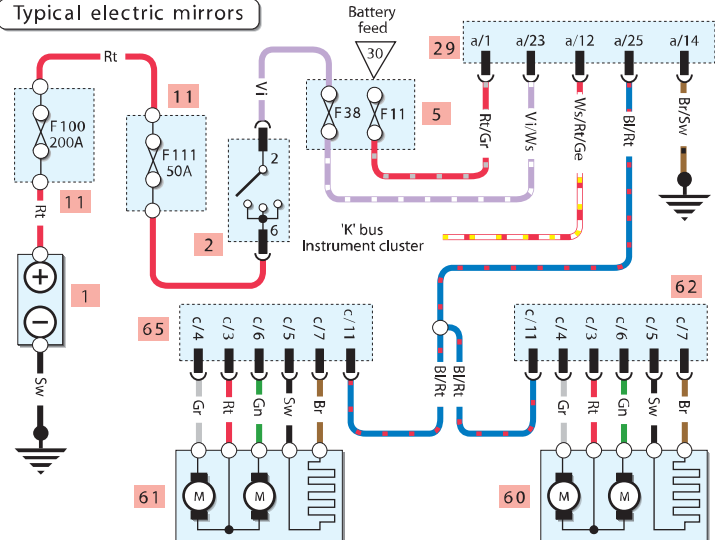 Typical electric mirrors
Battery
feed
30
29
a/1
a/23
a/12
a/25
a/14
Rt
Vi
F100
200A
11
F111
50A
11
F38
F11
5
Rt/Gr
Vi/Ws
Ws/Rt/Ge
Bl/Rt
Br/Sw
2
6
2
Rt
'K' bus
Instrument cluster
+
1
−
Sw
65
c/4
c/3
c/6
c/5
c/7
c/11
62
c/11
c/4
c/3
c/6
c/5
c/7
Gr
Rt
Gn
Sw
Br
Bl/Rt
Bl/Rt
Gr
Rt
Gn
Sw
Br
61
M
M
60
M
M